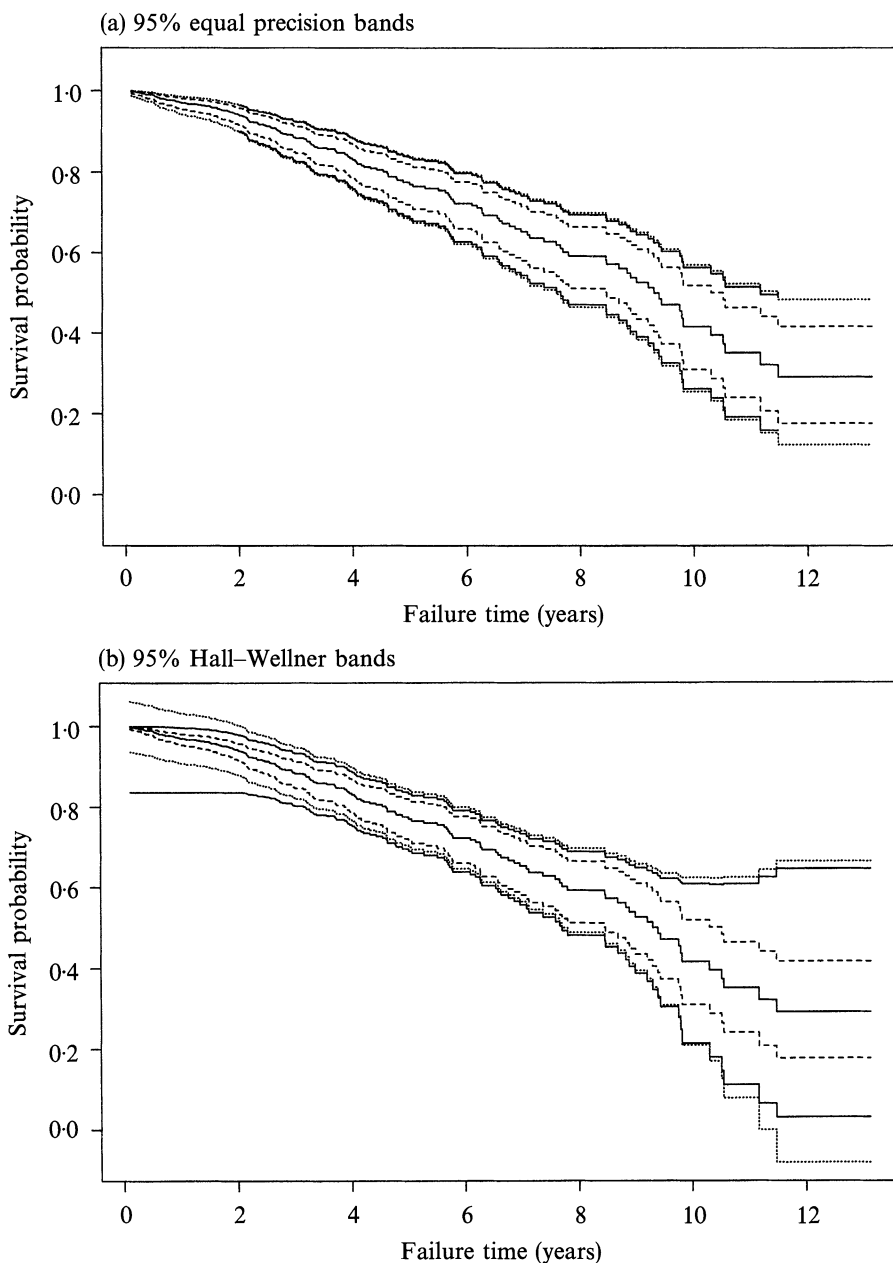 (a) 95% equal precision bands
1·0
0·8
0·6
0·4
0·2
0·0
Survival probability
0 2 4 6 8 10 12
Failure time (years)
(b) 95% Hall–Wellner bands
1·0
0·8
0·6
0·4
0·2
0·0
Survival probability
0 2 4 6 8 10 12
Failure time (years)